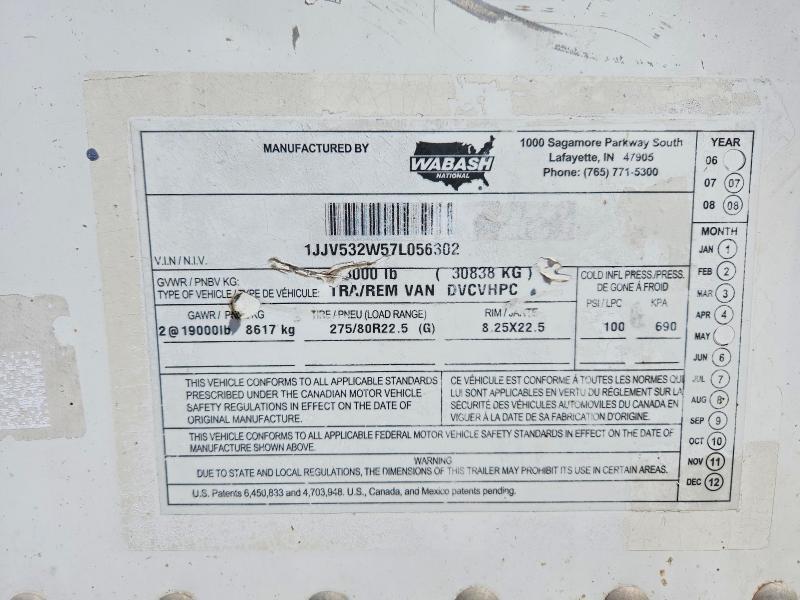 MANUFACTURED BY
WABASH
NATIONAL
1000 Sagamore Parkway South
Lafayette, IN 47905
Phone: (765) 771-5300
1JJV532W57L056302
V.I.N / N.I.V.
GVWR / PNBV KG: 000 lb ( 30838 KG )
TYPE OF VEHICLE / TYPE DE VÉHICULE: TRA/REM VAN DVCVHPC
COLD INFL PRESS./PRESS.
DE GONE À FROID
GAWR / KG TIRE / PNEU (LOAD RANGE) RIM / JANTE PSI / LPC KPA
2 @ 19000lb 8617 kg 275/80R22.5 (G) 8.25X22.5 100 690
THIS VEHICLE CONFORMS TO ALL APPLICABLE STANDARDS
PRESCRIBED UNDER THE CANADIAN MOTOR VEHICLE
SAFETY REGULATIONS IN EFFECT ON THE DATE OF
ORIGINAL MANUFACTURE.
CE VÉHICULE EST CONFORME À TOUTES LES NORMES QUI
LUI SONT APPLICABLES EN VERTU DU RÉGLEMENT SUR LA
SÉCURITÉ DES VÉHICULES AUTOMOBILES DU CANADA EN
VIGUER À LA DATE DE SA FABRICATION D'ORIGINE.
THIS VEHICLE CONFORMS TO ALL APPLICABLE FEDERAL MOTOR VEHICLE SAFETY STANDARDS IN EFFECT ON THE DATE OF
MANUFACTURE SHOWN ABOVE.
WARNING
DUE TO STATE AND LOCAL REGULATIONS, THE DIMENSIONS OF THIS TRAILER MAY PROHIBIT ITS USE IN CERTAIN AREAS.
U.S. Patents 6,450,833 and 4,703,948. U.S., Canada, and Mexico patents pending.
YEAR
06
07 07
08 08
MONTH
JAN 1
FEB 2
MAR 3
APR 4
MAY
JUN 6
JUL 7
AUG 8
SEP 9
OCT 10
NOV 11
DEC 12